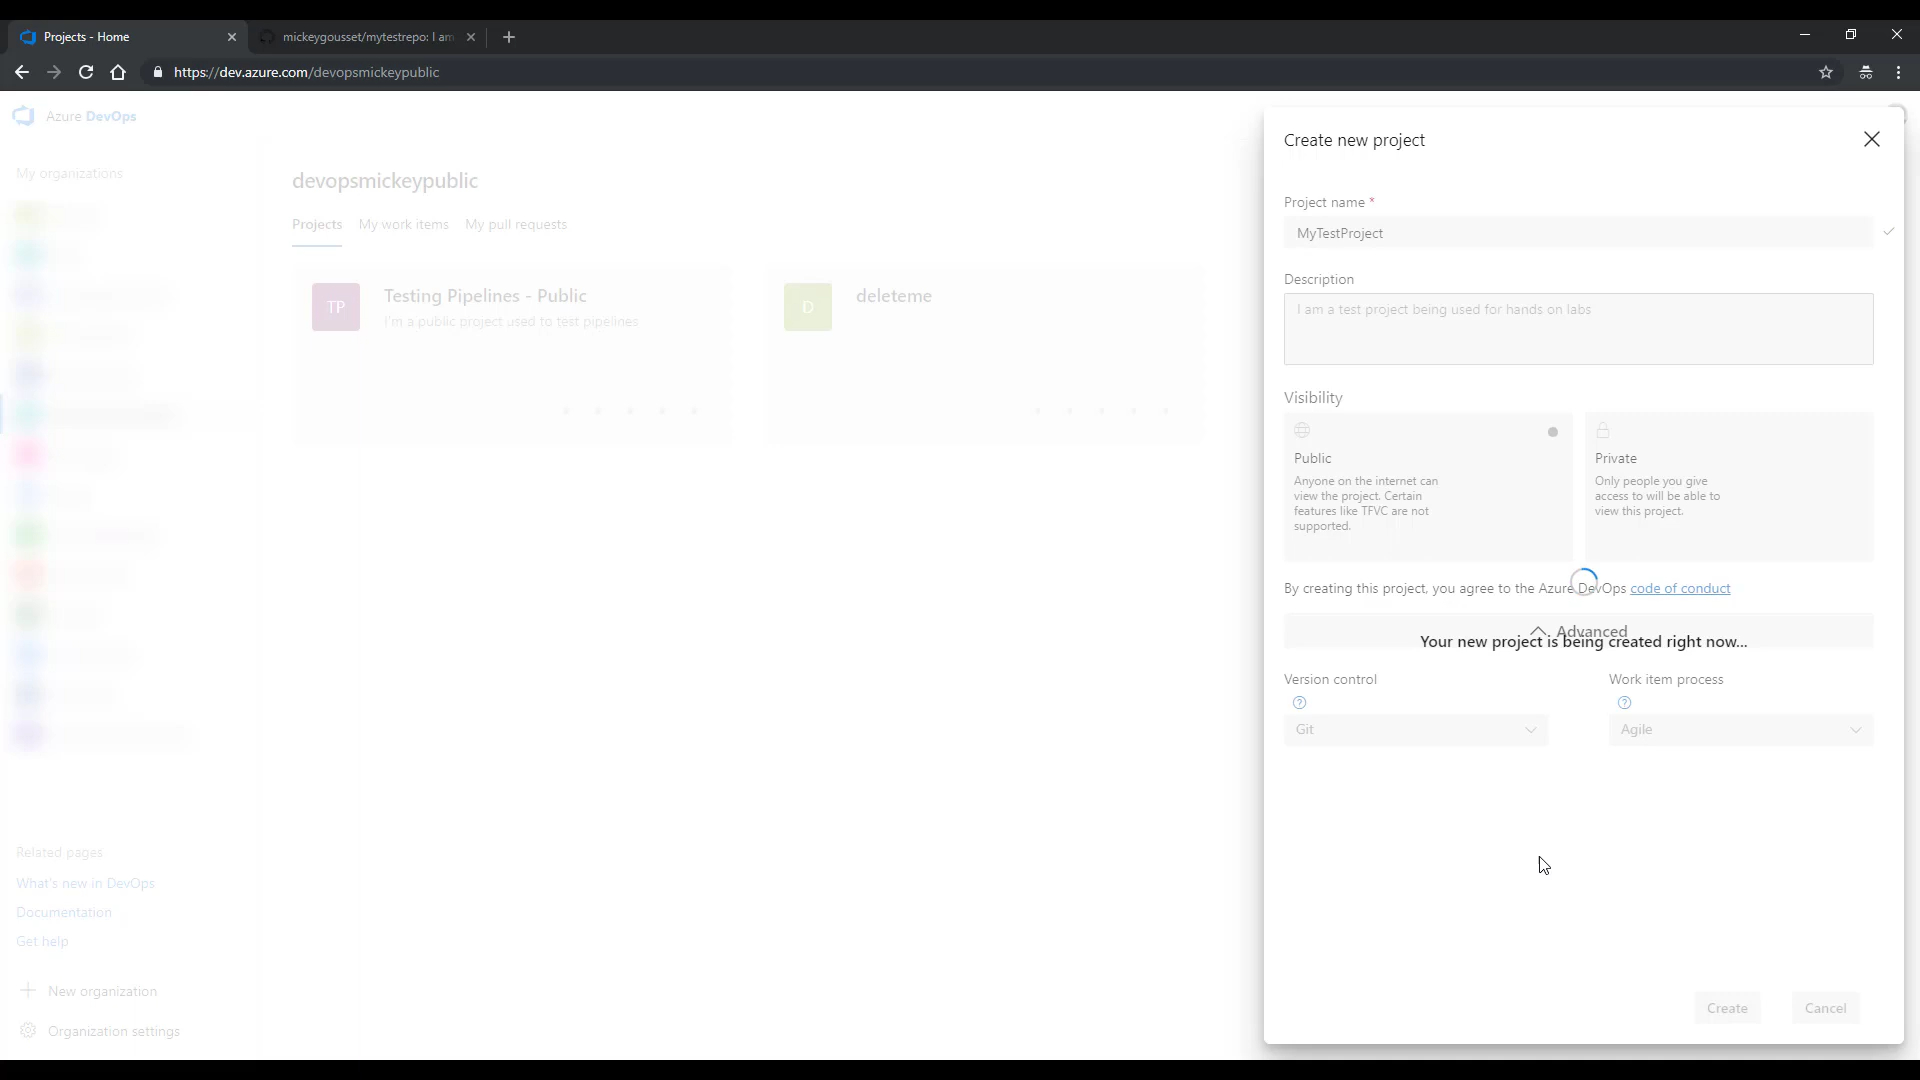 Projects - Home
mickeygousset/mytestrepo: I am
https://dev.azure.com/devopsmickeypublic
Azure DevOps
My organizations
devopsmickeypublic
Projects My work items My pull requests
TP
Testing Pipelines - Public
I'm a public project used to test pipelines
D
deleteme
Related pages
What's new in DevOps
Documentation
Get help
New organization
Organization settings
Create new project
Project name *
MyTestProject
Description
I am a test project being used for hands on labs
Visibility
Public
Anyone on the internet can
view the project. Certain
features like TFVC are not
supported.
Private
Only people you give
access to will be able to
view this project.
By creating this project, you agree to the Azure DevOps code of conduct
Advanced
Your new project is being created right now...
Version control
Git
Work item process
Agile
Create Cancel